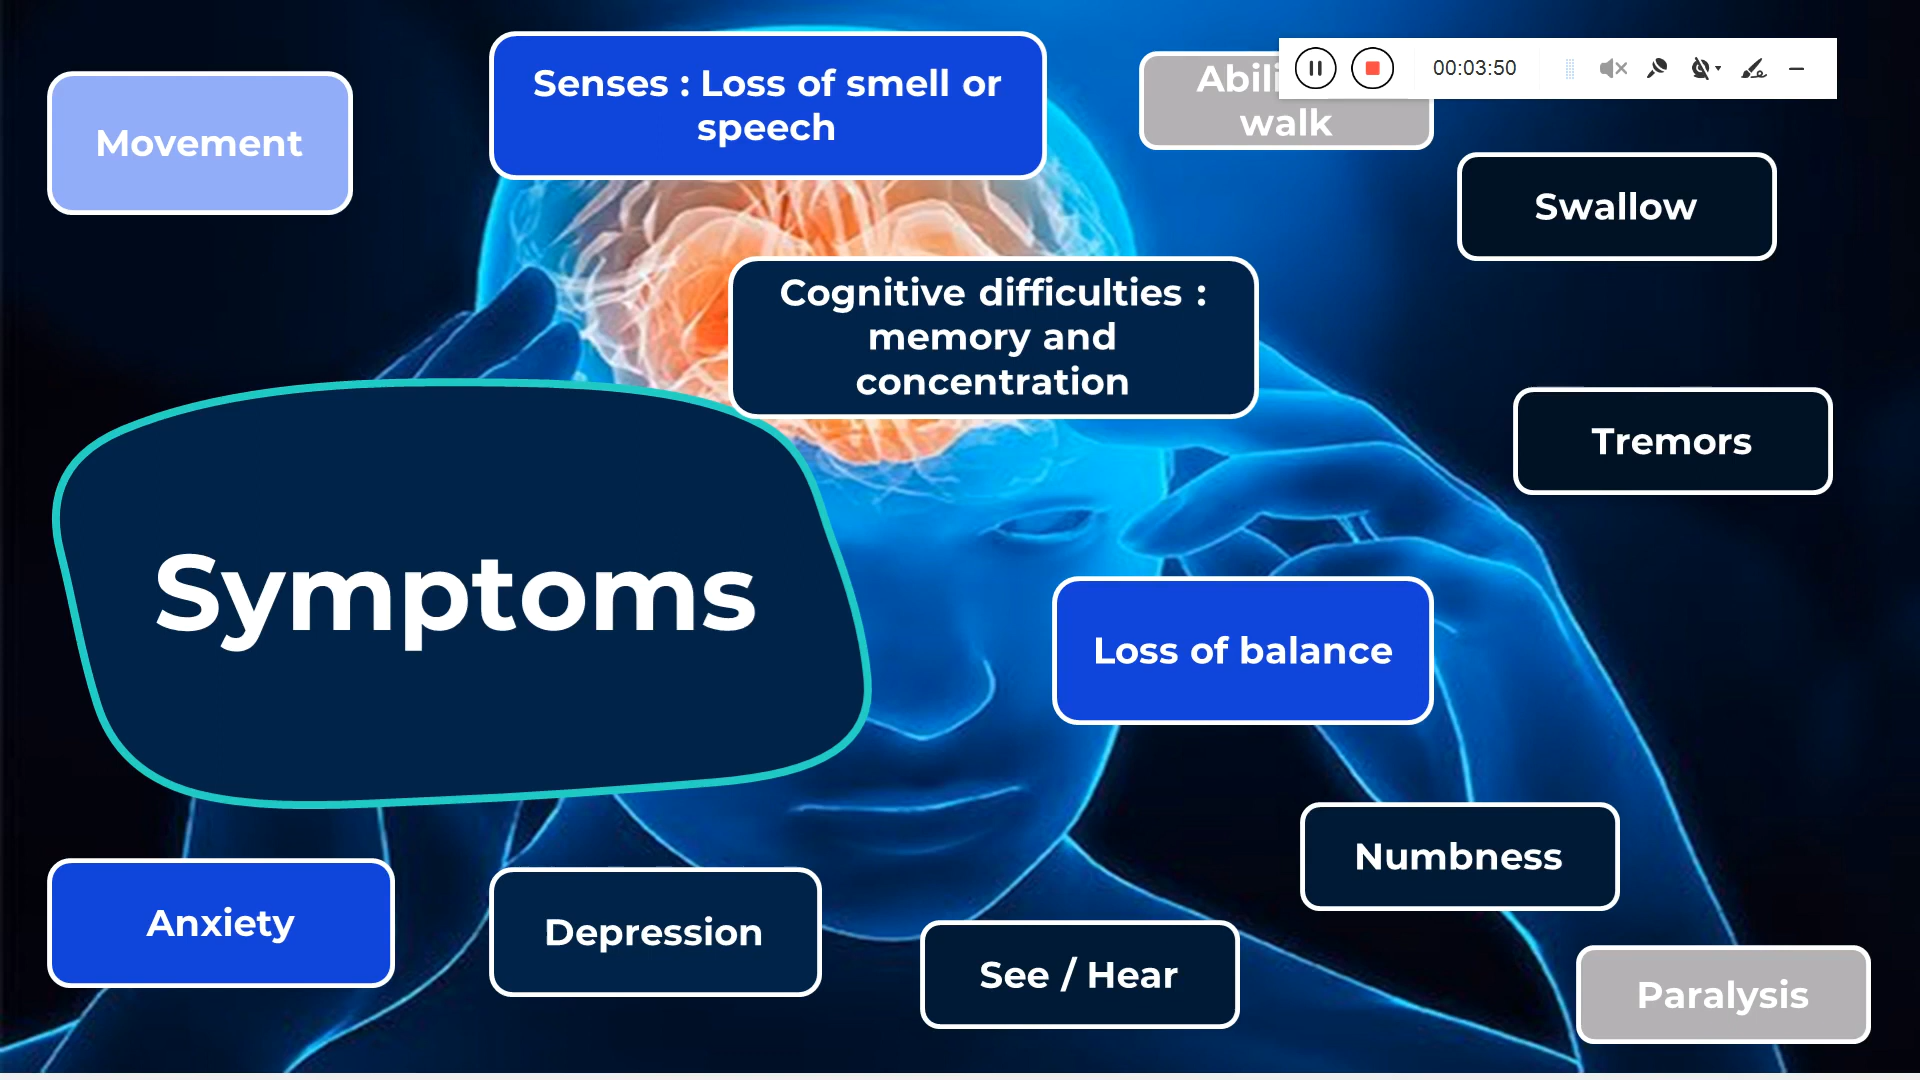 Movement
Senses : Loss of smell or
speech
walk
00:03:50
Swallow
Cognitive difficulties :
memory and
concentration
Tremors
Symptoms
Loss of balance
Numbness
Anxiety
Depression
See / Hear
Paralysis